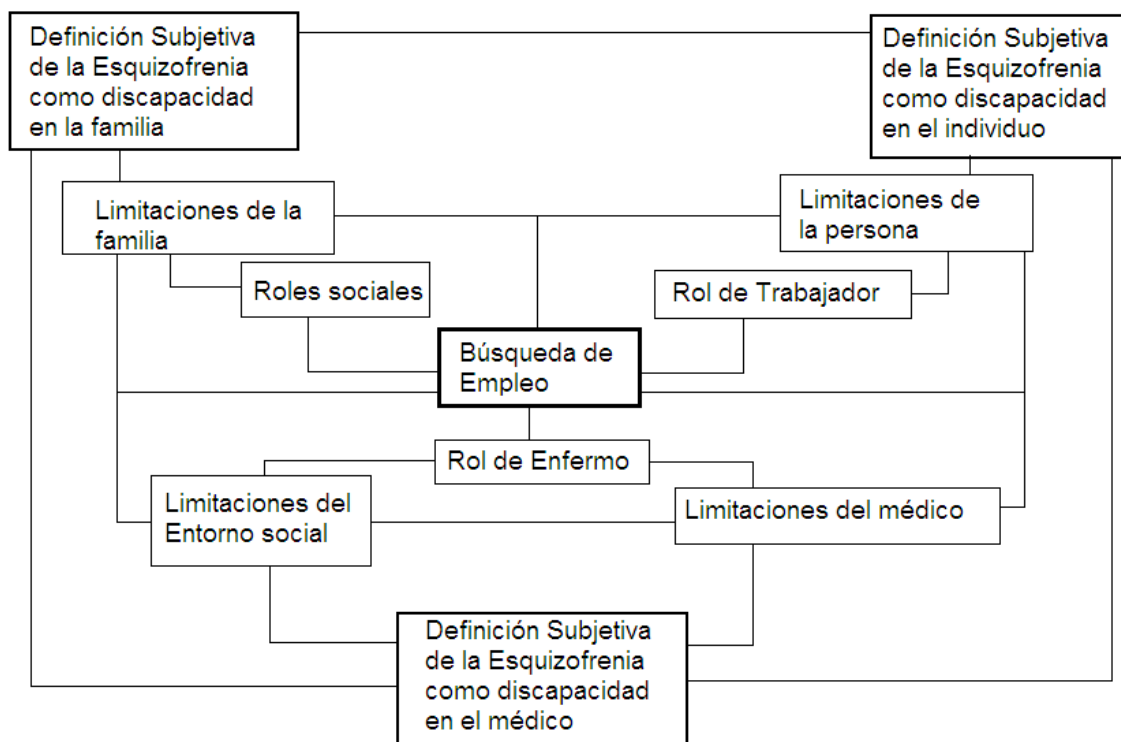 Definición Subjetiva
de la Esquizofrenia
como discapacidad
en la familia
Definición Subjetiva
de la Esquizofrenia
como discapacidad
en el individuo
Limitaciones de la
familia
Limitaciones de
la persona
Roles sociales
Rol de Trabajador
Búsqueda de
Empleo
Rol de Enfermo
Limitaciones del
Entorno social
Limitaciones del médico
Definición Subjetiva
de la Esquizofrenia
como discapacidad
en el médico